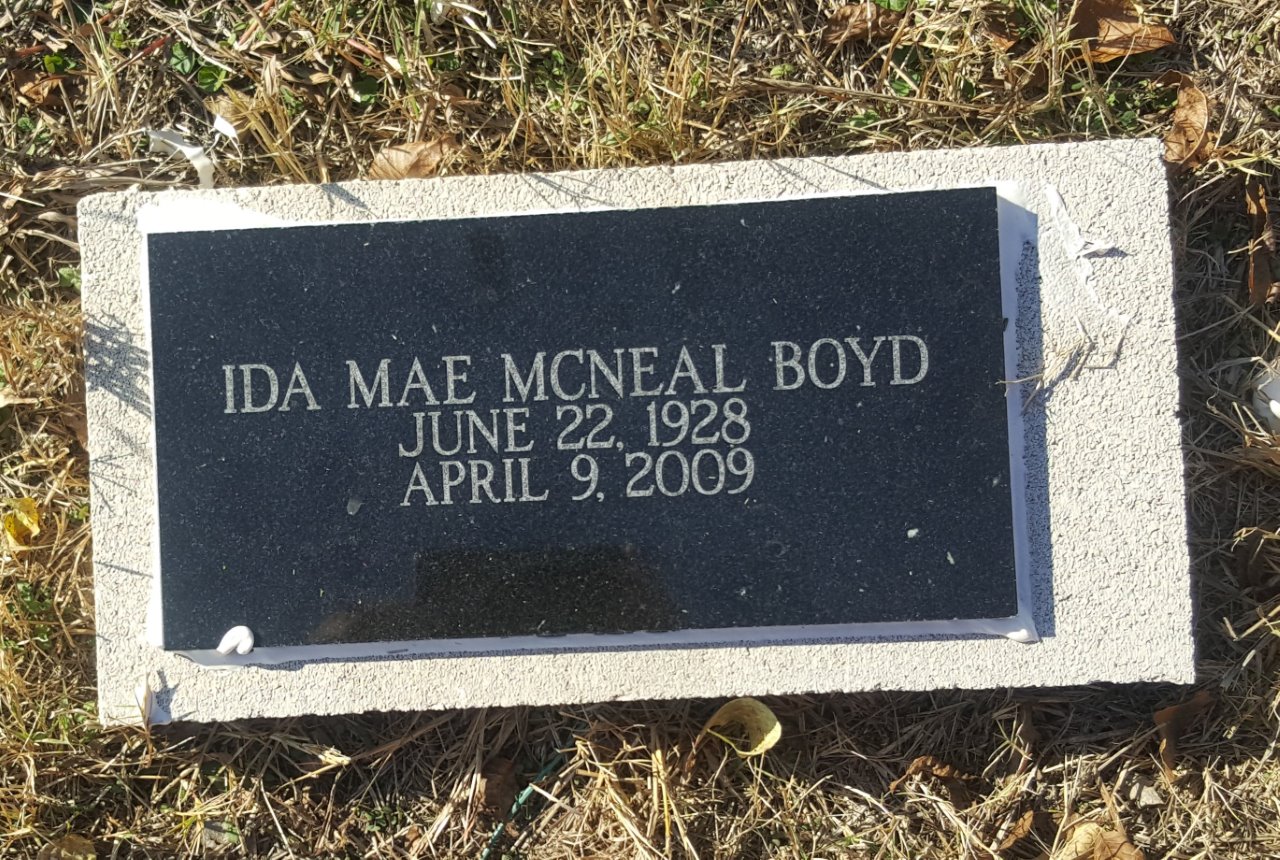 IDA MAE MCNEAL BOYD
JUNE 22, 1928
APRIL 9, 2009